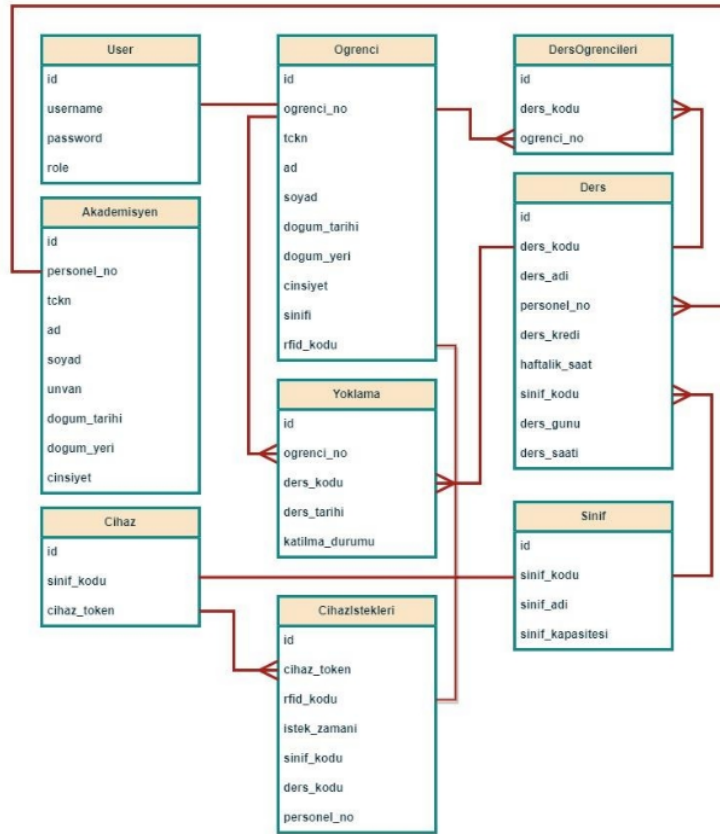 User
id
username
password
role
Akademisyen
id
personel_no
tckn
ad
soyad
unvan
dogum_tarihi
dogum_yeri
cinsiyet
Cihaz
id
sinif_kodu
cihaz_token
Ogrenci
id
ogrenci_no
tckn
ad
soyad
dogum_tarihi
dogum_yeri
cinsiyet
sinifi
rfid_kodu
Yoklama
id
ogrenci_no
ders_kodu
ders_tarihi
katilma_durumu
CihazIstekleri
id
cihaz_token
rfid_kodu
istek_zamani
sinif_kodu
ders_kodu
personel_no
DersOgrencileri
id
ders_kodu
ogrenci_no
Ders
id
ders_kodu
ders_adi
personel_no
ders_kredi
haftalik_saat
sinif_kodu
ders_gunu
ders_saati
Sinif
id
sinif_kodu
sinif_adi
sinif_kapasitesi